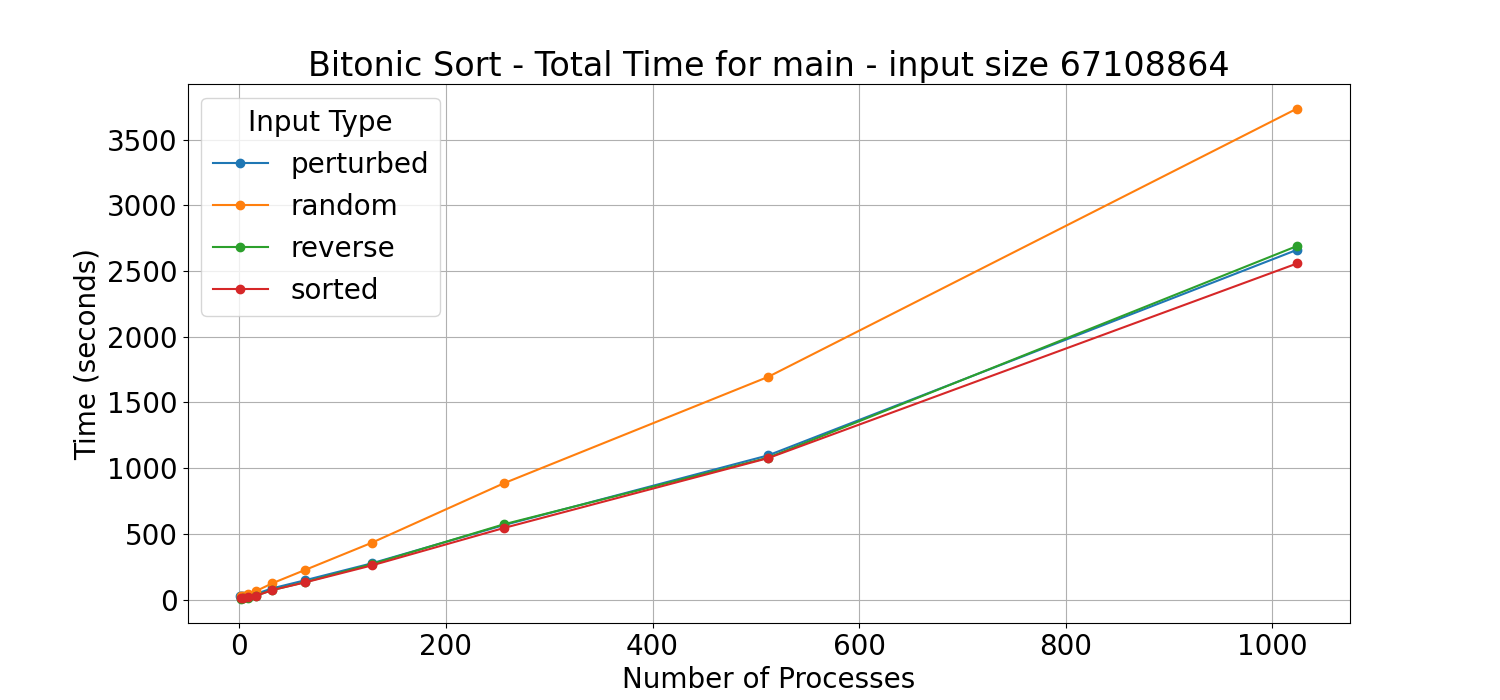 Bitonic Sort - Total Time for main - input size 67108864
Input Type
perturbed
random
reverse
sorted
Time (seconds)
3500
3000
2500
2000
1500
1000
500
0
0 200 400 600 800 1000
Number of Processes